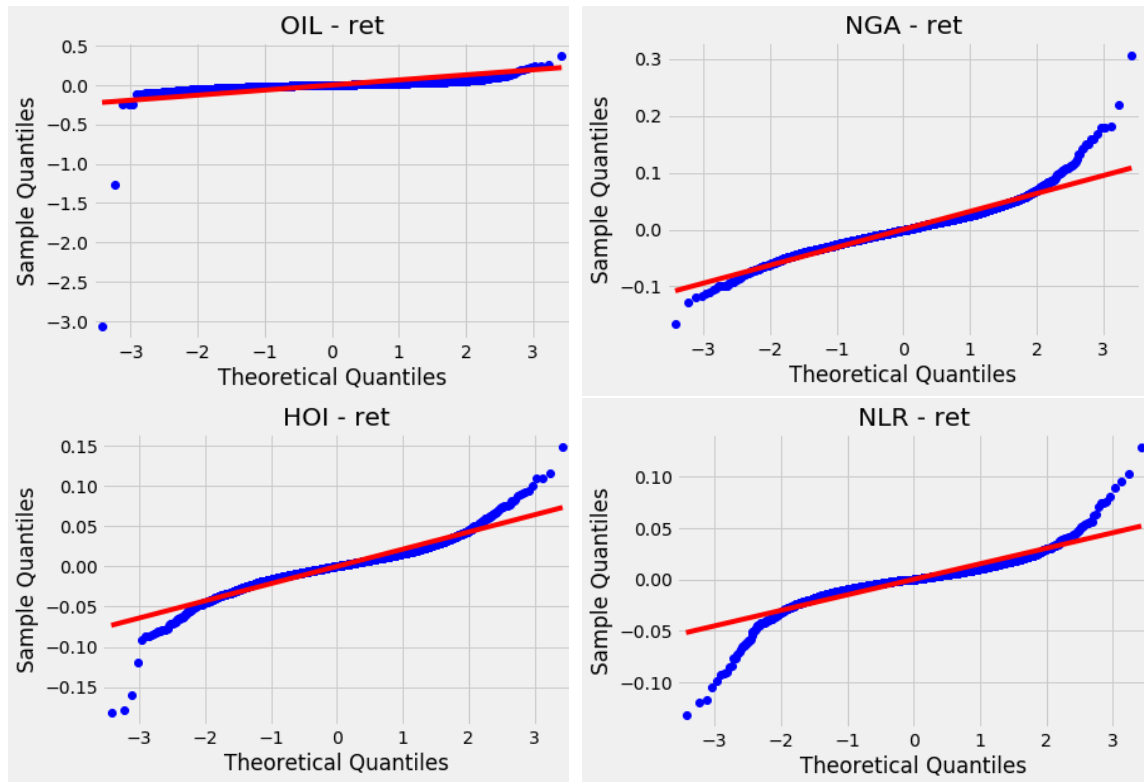 OIL - ret
0.5
0.0
−0.5
−1.0
−1.5
−2.0
−2.5
−3.0
Sample Quantiles
−3 −2 −1 0 1 2 3
Theoretical Quantiles
NGA - ret
0.3
0.2
0.1
0.0
−0.1
Sample Quantiles
−3 −2 −1 0 1 2 3
Theoretical Quantiles
HOI - ret
0.15
0.10
0.05
0.00
−0.05
−0.10
−0.15
Sample Quantiles
−3 −2 −1 0 1 2 3
Theoretical Quantiles
NLR - ret
0.10
0.05
0.00
−0.05
−0.10
Sample Quantiles
−3 −2 −1 0 1 2 3
Theoretical Quantiles